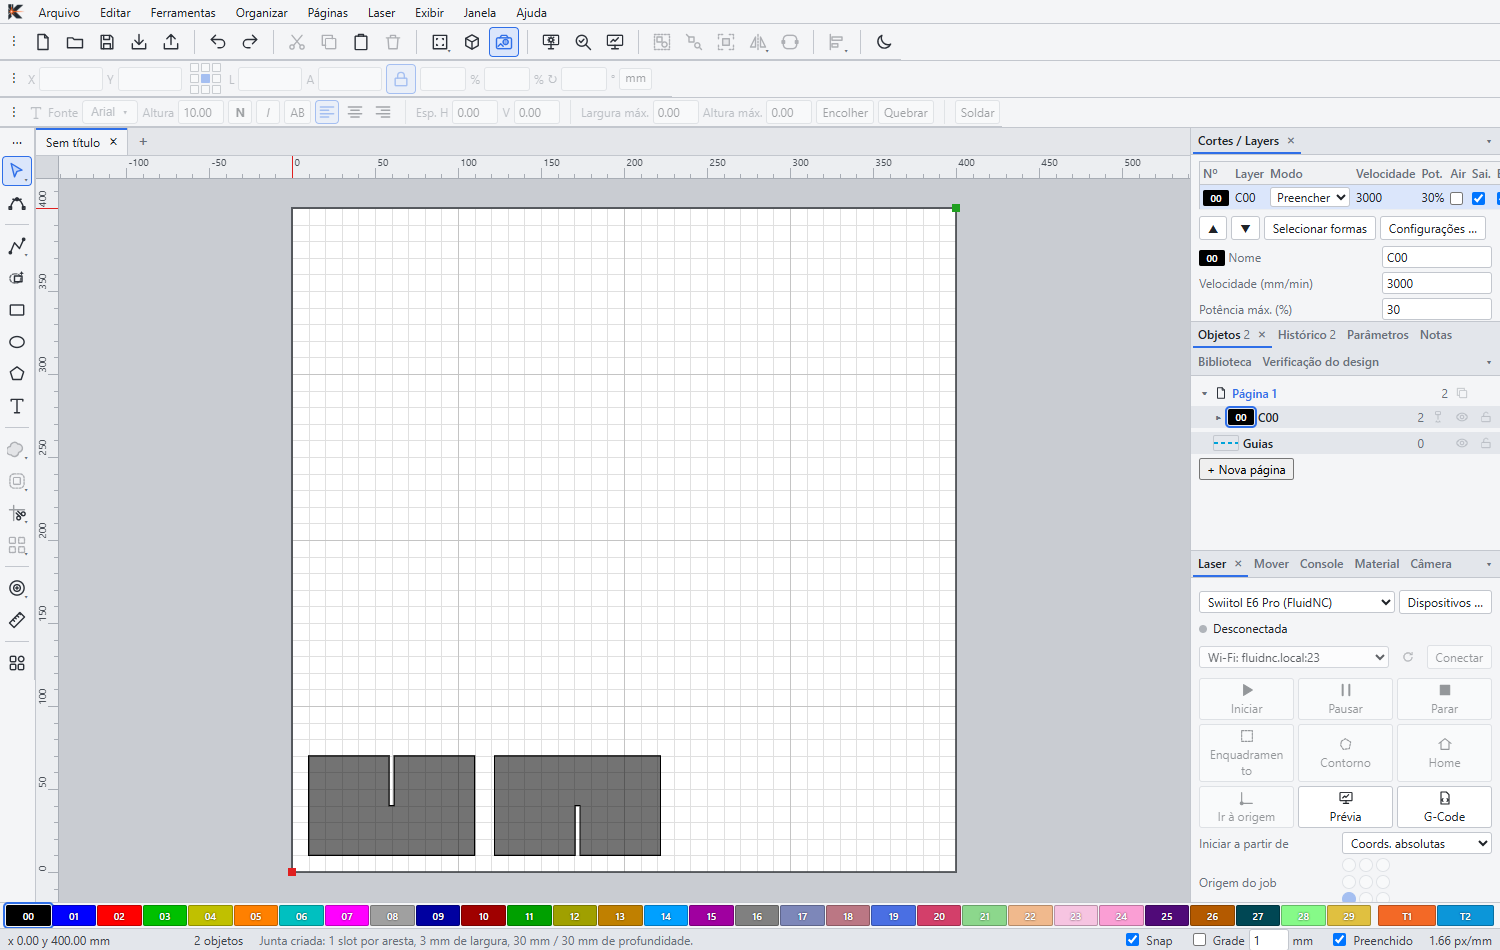 Arquivo Editar Ferramentas Organizar Páginas Laser Exibir Janela Ajuda
X Y L A % % ° mm
Fonte Arial Altura 10.00 N I AB Esp. H 0.00 V 0.00 Largura máx. 0.00 Altura máx. 0.00 Encolher Quebrar Soldar
Sem título × +
-100 -50 0 50 100 150 200 250 300 350 400 450 500
400
350
300
250
200
150
100
50
0
Cortes / Layers ×
Nº Layer Modo Velocidade Pot. Air Sai.
00 C00 Preencher 3000 30%
▲ ▼ Selecionar formas Configurações ...
00 Nome C00
Velocidade (mm/min) 3000
Potência máx. (%) 30
Objetos 2 × Histórico 2 Parâmetros Notas
Biblioteca Verificação do design
Página 1 2
00 C00 2
Guias 0
+ Nova página
Laser × Mover Console Material Câmera
Swiitol E6 Pro (FluidNC) Dispositivos ...
Desconectada
Wi-Fi: fluidnc.local:23 Conectar
Iniciar Pausar Parar
Enquadramen
to Contorno Home
Ir à origem Prévia G-Code
Iniciar a partir de Coords. absolutas
Origem do job
00 01 02 03 04 05 06 07 08 09 10 11 12 13 14 15 16 17 18 19 20 21 22 23 24 25 26 27 28 29 T1 T2
x 0.00 y 400.00 mm 2 objetos Junta criada: 1 slot por aresta, 3 mm de largura, 30 mm / 30 mm de profundidade. Snap Grade 1 mm Preenchido 1.66 px/mm